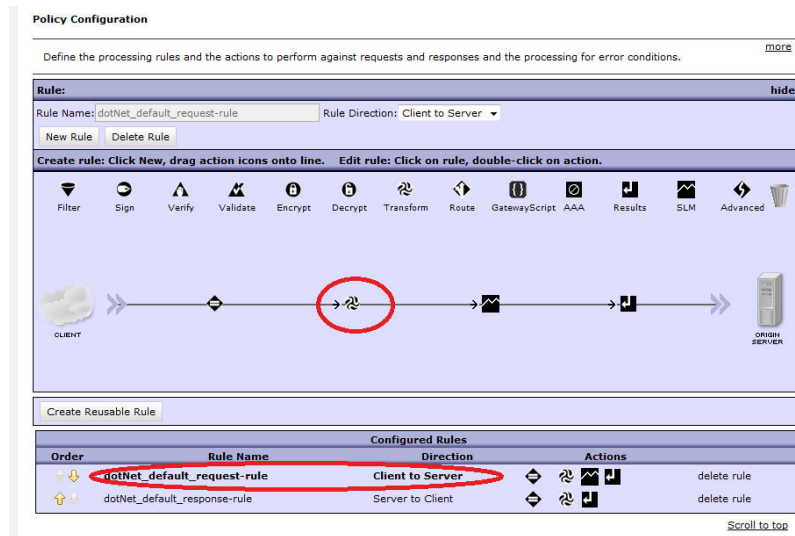 Policy Configuration
more
Define the processing rules and the actions to perform against requests and responses and the processing for error conditions.
Rule: hide
Rule Name: dotNet_default_request-rule Rule Direction: Client to Server
New Rule Delete Rule
Create rule: Click New, drag action icons onto line. Edit rule: Click on rule, double-click on action.
Filter Sign Verify Validate Encrypt Decrypt Transform Route GatewayScript AAA Results SLM Advanced
CLIENT
ORIGIN
SERVER
Create Reusable Rule
Configured Rules
Order Rule Name Direction Actions
dotNet_default_request-rule Client to Server delete rule
dotNet_default_response-rule Server to Client delete rule
Scroll to top